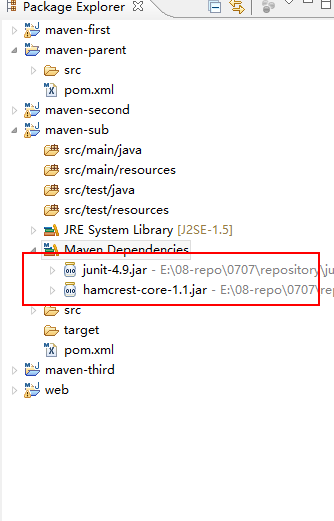 Package Explorer
maven-first
maven-parent
src
pom.xml
maven-second
maven-sub
src/main/java
src/main/resources
src/test/java
src/test/resources
JRE System Library [J2SE-1.5]
Maven Dependencies
junit-4.9.jar - E:\08-repo\0707\repository\ju
hamcrest-core-1.1.jar - E:\08-repo\0707\rep
src
target
pom.xml
maven-third
web